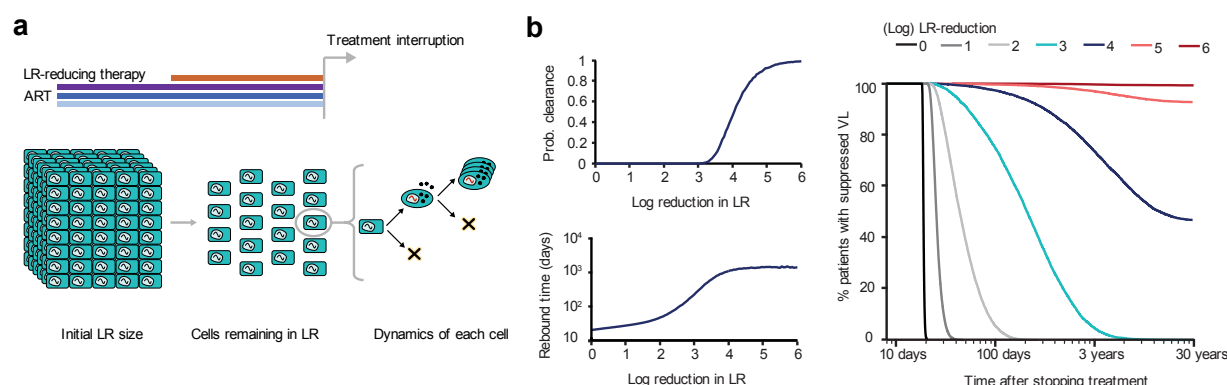 a
Treatment interruption
LR-reducing therapy
ART
Initial LR size
Cells remaining in LR
Dynamics of each cell
b
Prob. clearance
1
0.8
0.6
0.4
0.2
0
0 1 2 3 4 5 6
Log reduction in LR
Rebound time (days)
10⁴
10³
10²
10
0 1 2 3 4 5 6
Log reduction in LR
(Log) LR-reduction
0 1 2 3 4 5 6
% patients with suppressed VL
100
80
60
40
20
0
10 days 100 days 3 years 30 years
Time after stopping treatment